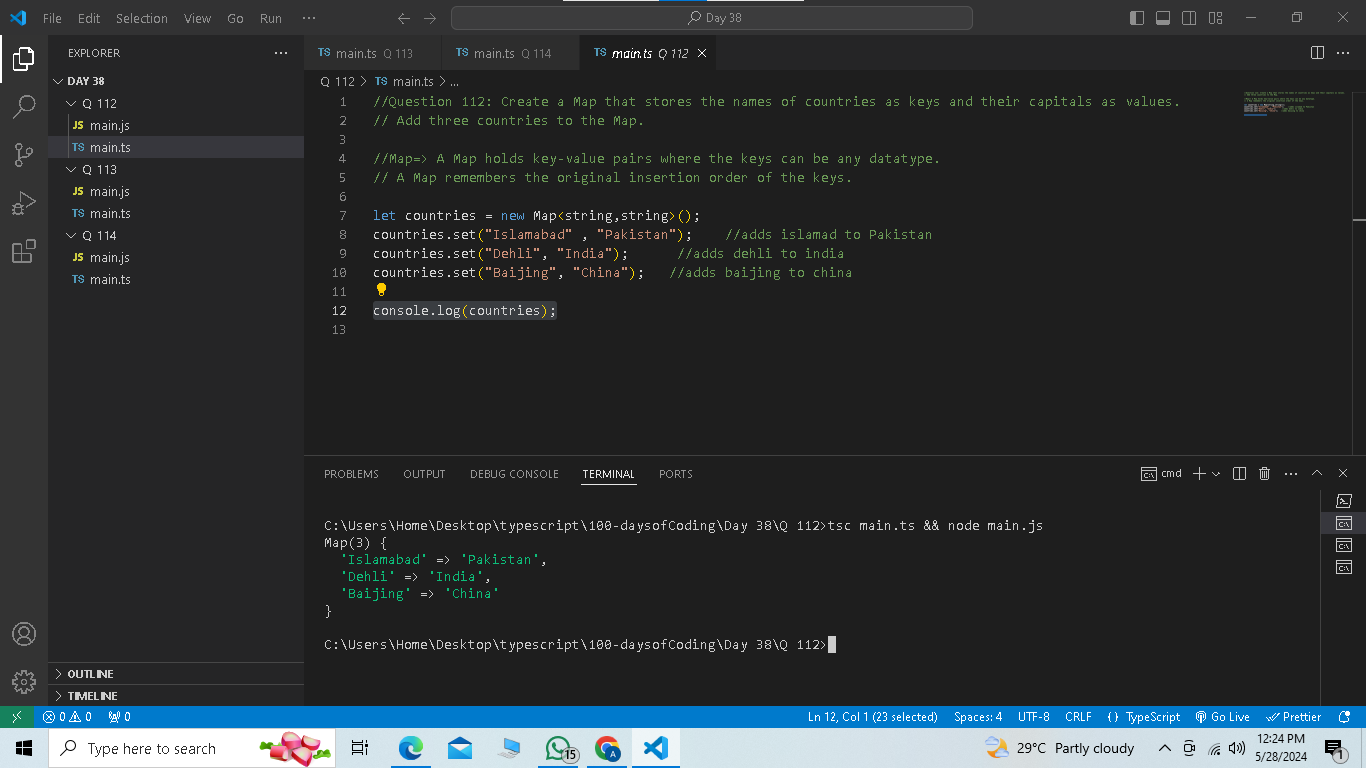 File Edit Selection View Go Run ··· Day 38
EXPLORER ···
DAY 38
Q 112
JS main.js
TS main.ts
Q 113
JS main.js
TS main.ts
Q 114
JS main.js
TS main.ts
OUTLINE
TIMELINE
TS main.ts Q 113 TS main.ts Q 114 TS main.ts Q 112
Q 112 > TS main.ts > ...
1 //Question 112: Create a Map that stores the names of countries as keys and their capitals as values.
2 // Add three countries to the Map.
3
4 //Map=> A Map holds key-value pairs where the keys can be any datatype.
5 // A Map remembers the original insertion order of the keys.
6
7 let countries = new Map<string,string>();
8 countries.set("Islamabad" , "Pakistan"); //adds islamad to Pakistan
9 countries.set("Dehli", "India"); //adds dehli to india
10 countries.set("Baijing", "China"); //adds baijing to china
11
12 console.log(countries);
13
PROBLEMS OUTPUT DEBUG CONSOLE TERMINAL PORTS cmd
C:\Users\Home\Desktop\typescript\100-daysofCoding\Day 38\Q 112>tsc main.ts && node main.js
Map(3) {
'Islamabad' => 'Pakistan',
'Dehli' => 'India',
'Baijing' => 'China'
}
C:\Users\Home\Desktop\typescript\100-daysofCoding\Day 38\Q 112>
0 0 0 Ln 12, Col 1 (23 selected) Spaces: 4 UTF-8 CRLF {} TypeScript Go Live Prettier
Type here to search 15 A 29°C Partly cloudy 12:24 PM
5/28/2024 1